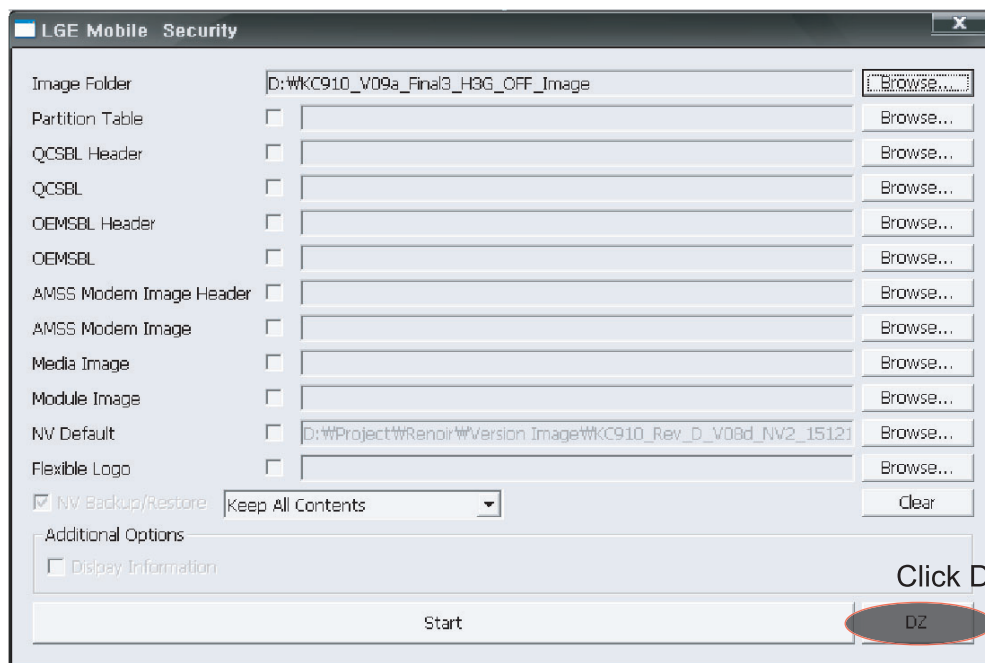 LGE Mobile Security
x
Image Folder D:₩KC910_V09a_Final3_H3G_OFF_Image Browse...
Partition Table Browse...
QCSBL Header Browse...
QCSBL Browse...
OEMSBL Header Browse...
OEMSBL Browse...
AMSS Modem Image Header Browse...
AMSS Modem Image Browse...
Media Image Browse...
Module Image Browse...
NV Default D:₩Project₩Renoir₩Version Image₩KC910_Rev_D_V08d_NV2_15121 Browse...
Flexible Logo Browse...
NV Backup/Restore Keep All Contents Clear
Additional Options
Dislpay Information
Click D
Start DZ